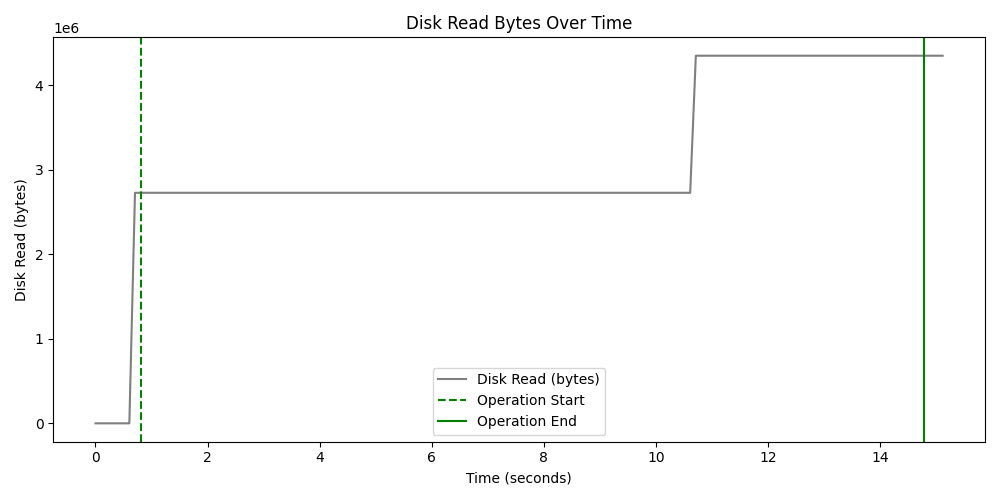 Disk Read Bytes Over Time
1e6
4
3
2
1
0
Disk Read (bytes)
Disk Read (bytes)
Operation Start
Operation End
0 2 4 6 8 10 12 14
Time (seconds)